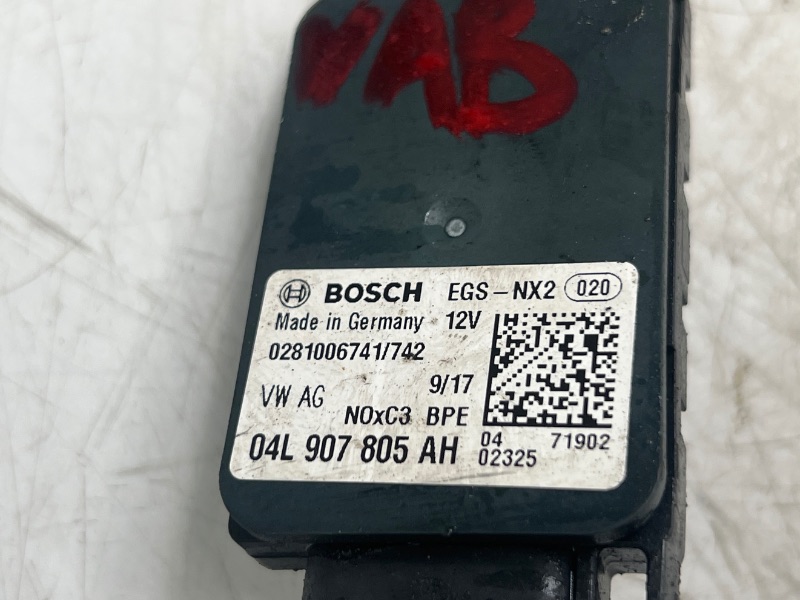 VAB
BOSCH EGS-NX2 020
Made in Germany 12V
0281006741/742
9/17
VW AG
NOxC3 BPE
04L 907 805 AH
04 71902
02325